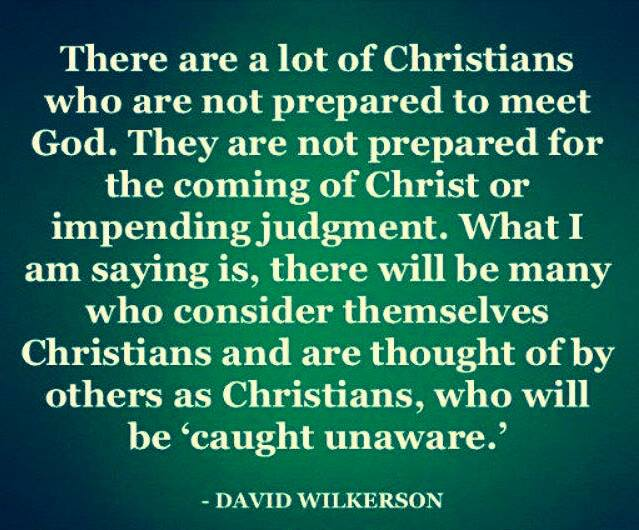 There are a lot of Christians
who are not prepared to meet
God. They are not prepared for
the coming of Christ or
impending judgment. What I
am saying is, there will be many
who consider themselves
Christians and are thought of by
others as Christians, who will
be ‘caught unaware.’
- DAVID WILKERSON